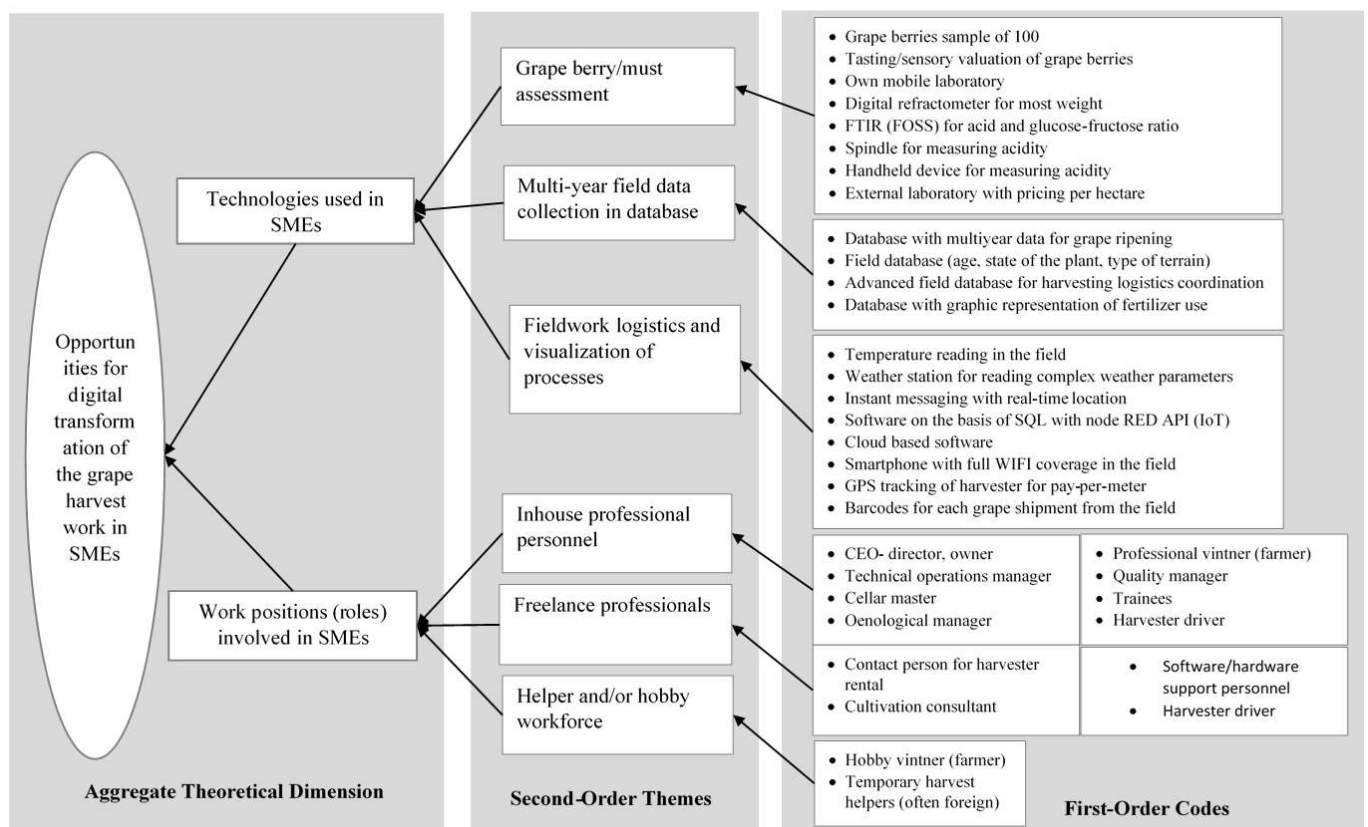 Opportun
ities for
digital
transform
ation of
the grape
harvest
work in
SMEs
Technologies used in
SMEs
Work positions (roles)
involved in SMEs
Aggregate Theoretical Dimension
Grape berry/must
assessment
Multi-year field data
collection in database
Fieldwork logistics and
visualization of
processes
Inhouse professional
personnel
Freelance professionals
Helper and/or hobby
workforce
Second-Order Themes
• Grape berries sample of 100
• Tasting/sensory valuation of grape berries
• Own mobile laboratory
• Digital refractometer for most weight
• FTIR (FOSS) for acid and glucose-fructose ratio
• Spindle for measuring acidity
• Handheld device for measuring acidity
• External laboratory with pricing per hectare
• Database with multiyear data for grape ripening
• Field database (age, state of the plant, type of terrain)
• Advanced field database for harvesting logistics coordination
• Database with graphic representation of fertilizer use
• Temperature reading in the field
• Weather station for reading complex weather parameters
• Instant messaging with real-time location
• Software on the basis of SQL with node RED API (IoT)
• Cloud based software
• Smartphone with full WIFI coverage in the field
• GPS tracking of harvester for pay-per-meter
• Barcodes for each grape shipment from the field
• CEO- director, owner
• Technical operations manager
• Cellar master
• Oenological manager
• Professional vintner (farmer)
• Quality manager
• Trainees
• Harvester driver
• Contact person for harvester
rental
• Cultivation consultant
• Software/hardware
support personnel
• Harvester driver
• Hobby vintner (farmer)
• Temporary harvest
helpers (often foreign)
First-Order Codes